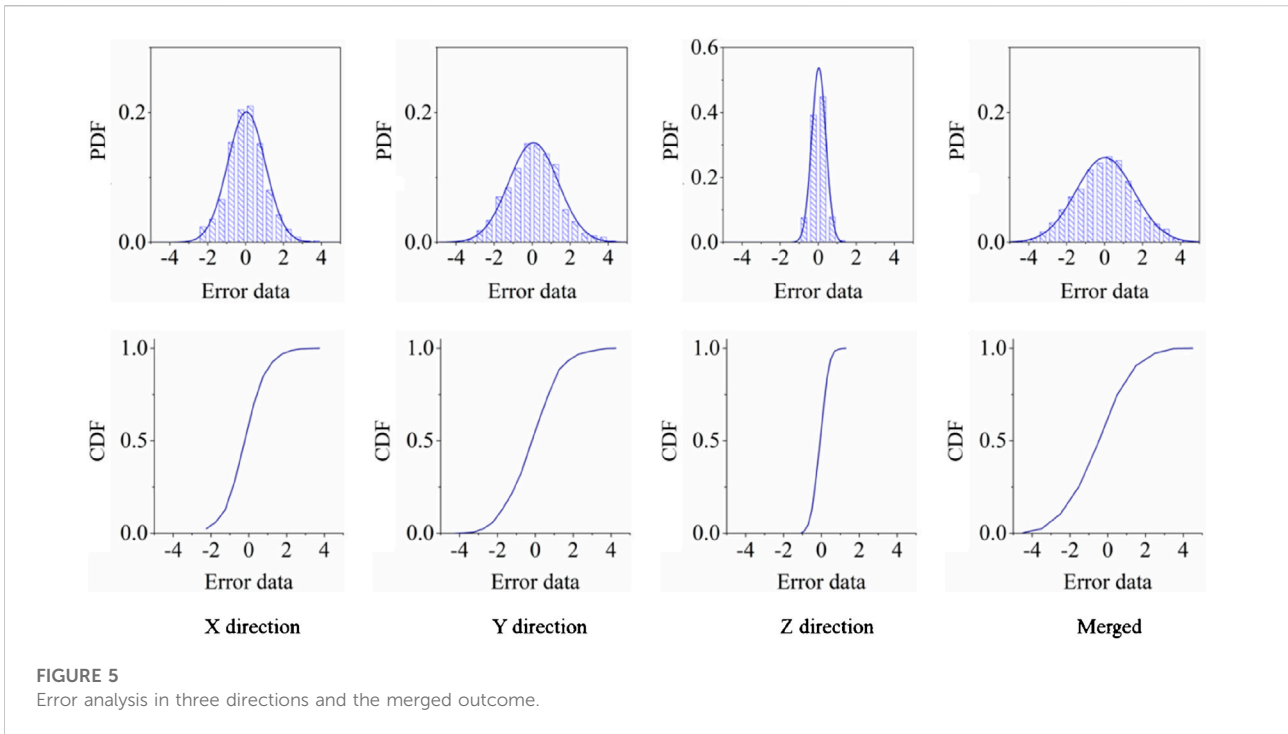 0.2
0.0
PDF
-4 -2 0 2 4
Error data
0.2
0.0
PDF
-4 -2 0 2 4
Error data
0.6
0.4
0.2
0.0
PDF
-4 -2 0 2 4
Error data
0.2
0.0
PDF
-4 -2 0 2 4
Error data
1.0
0.5
0.0
CDF
-4 -2 0 2 4
Error data
X direction
1.0
0.5
0.0
CDF
-4 -2 0 2 4
Error data
Y direction
1.0
0.5
0.0
CDF
-4 -2 0 2 4
Error data
Z direction
1.0
0.5
0.0
CDF
-4 -2 0 2 4
Error data
Merged
FIGURE 5
Error analysis in three directions and the merged outcome.